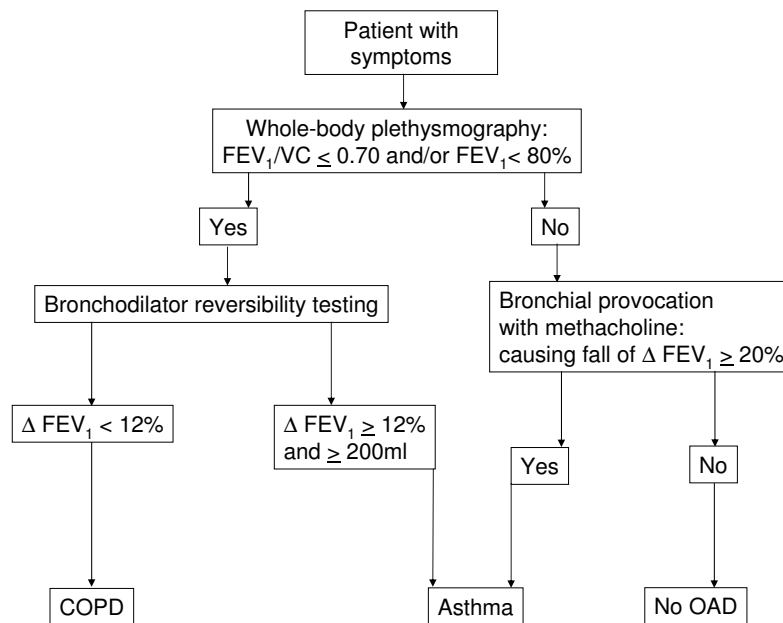 Patient with
symptoms
Whole-body plethysmography:
FEV₁/VC ≤ 0.70 and/or FEV₁< 80%
Yes
No
Bronchodilator reversibility testing
Bronchial provocation
with methacholine:
causing fall of Δ FEV₁ ≥ 20%
Δ FEV₁ < 12%
Δ FEV₁ ≥ 12%
and ≥ 200ml
Yes
No
COPD
Asthma
No OAD